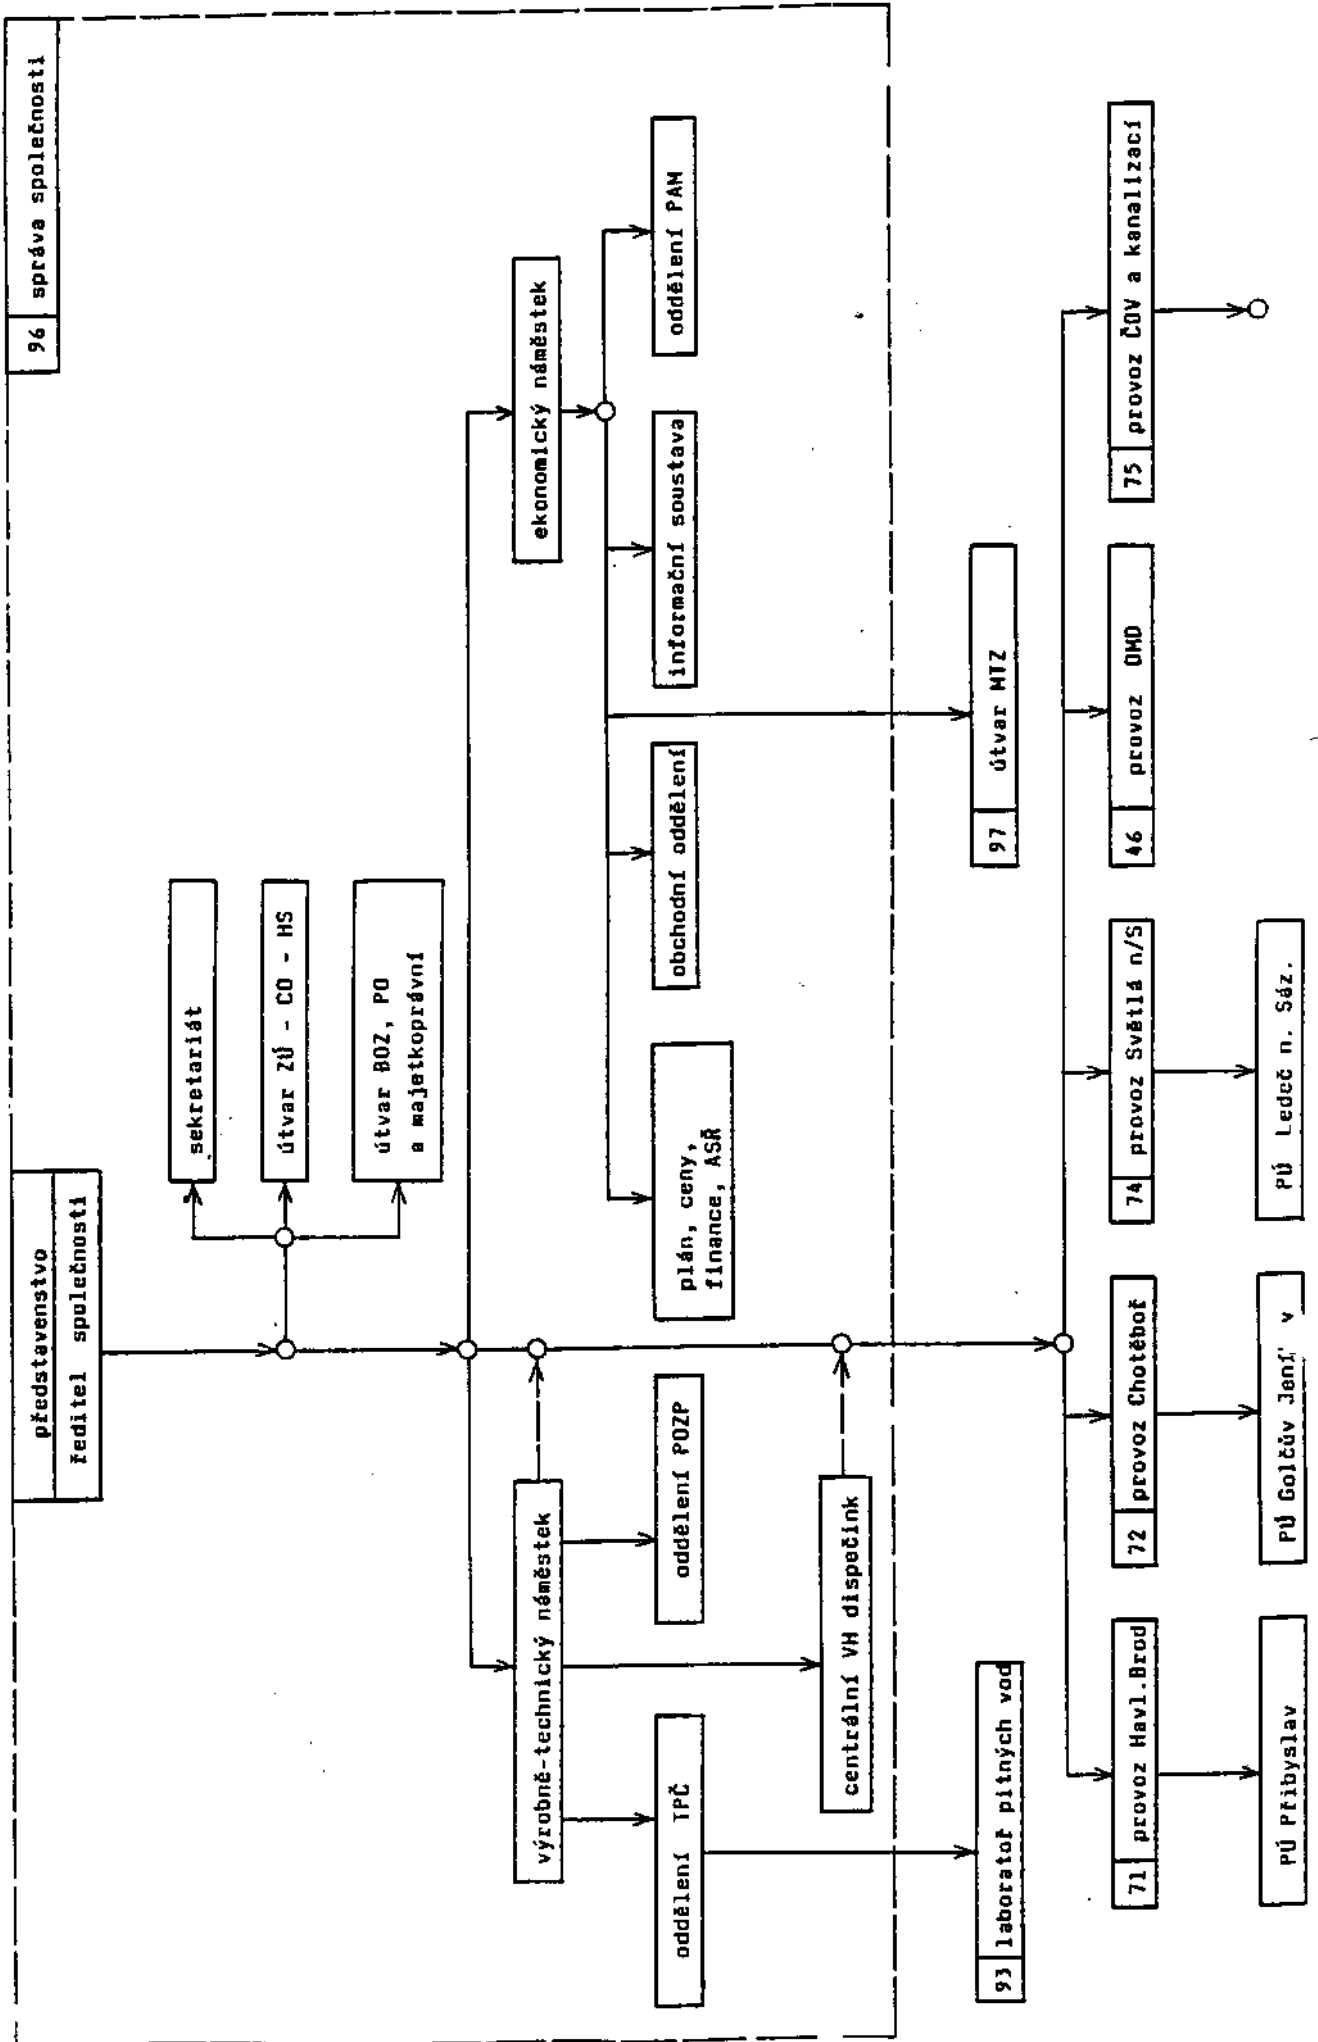 96 správa společnosti
představenstvo
ředitel společnosti
sekretariát
útvar ZÚ - CO - HS
útvar BOZ, PO
a majetkoprávní
výrobně-technický náměstek
ekonomický náměstek
oddělení TPČ
oddělení POZP
plán, ceny,
finance, ASŘ
obchodní oddělení
informační soustava
oddělení PAM
centrální VH dispečink
93 laboratoř pitných vod
97 útvar MTZ
71 provoz Havl.Brod
72 provoz Chotěboř
74 provoz Světlá n/S
46 provoz OMD
75 provoz ČOV a kanalizací
PÚ Přibyslav
PÚ Golčův
PÚ Ledeč n. Sáz.